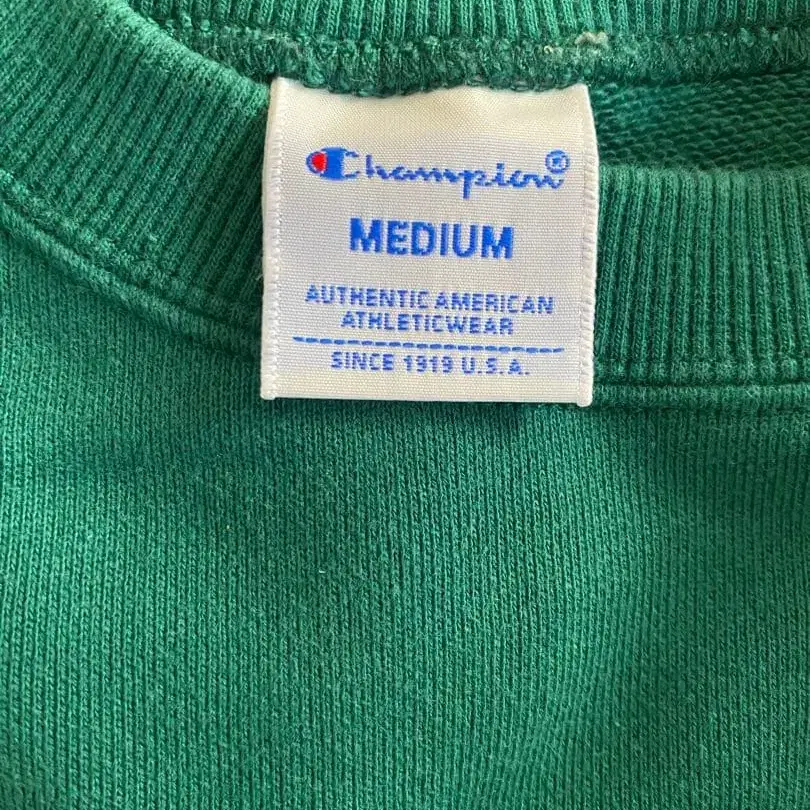 Champion®
MEDIUM
AUTHENTIC AMERICAN
ATHLETICWEAR
SINCE 1919 U.S.A.